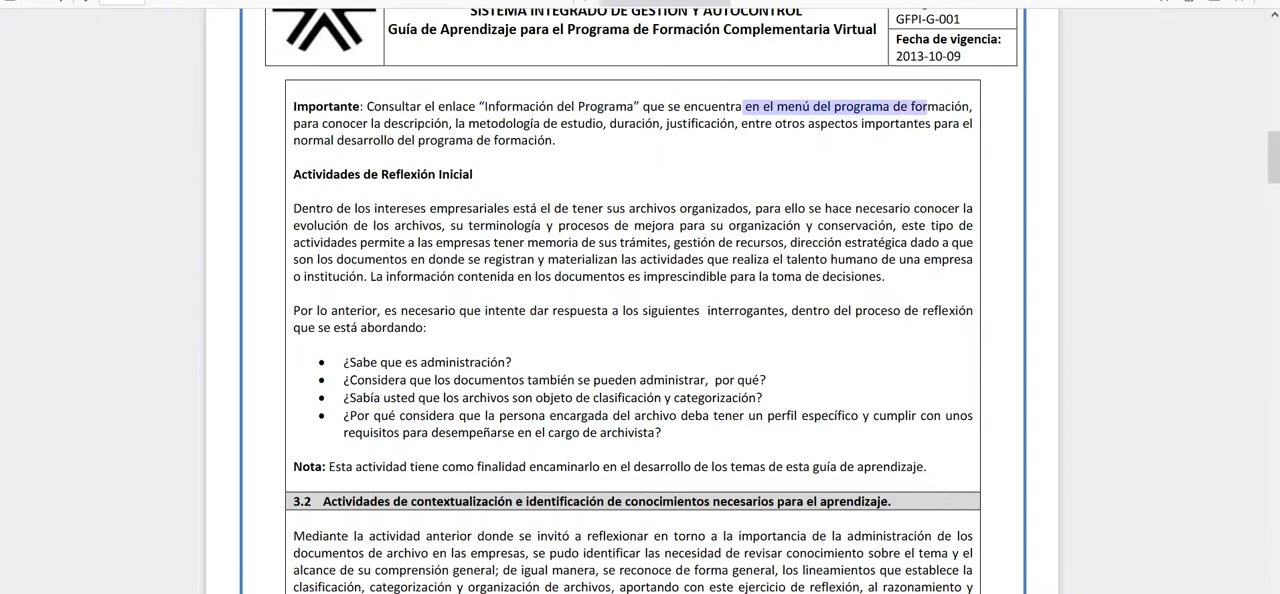 SISTEMA INTEGRADO DE GESTIÓN Y AUTOCONTROL
Guía de Aprendizaje para el Programa de Formación Complementaria Virtual
GFPI-G-001
Fecha de vigencia:
2013-10-09
Importante: Consultar el enlace “Información del Programa” que se encuentra en el menú del programa de formación,
para conocer la descripción, la metodología de estudio, duración, justificación, entre otros aspectos importantes para el
normal desarrollo del programa de formación.
Actividades de Reflexión Inicial
Dentro de los intereses empresariales está el de tener sus archivos organizados, para ello se hace necesario conocer la
evolución de los archivos, su terminología y procesos de mejora para su organización y conservación, este tipo de
actividades permite a las empresas tener memoria de sus trámites, gestión de recursos, dirección estratégica dado a que
son los documentos en donde se registran y materializan las actividades que realiza el talento humano de una empresa
o institución. La información contenida en los documentos es imprescindible para la toma de decisiones.
Por lo anterior, es necesario que intente dar respuesta a los siguientes  interrogantes, dentro del proceso de reflexión
que se está abordando:
• ¿Sabe que es administración?
• ¿Considera que los documentos también se pueden administrar,  por qué?
• ¿Sabía usted que los archivos son objeto de clasificación y categorización?
• ¿Por qué considera que la persona encargada del archivo deba tener un perfil específico y cumplir con unos
requisitos para desempeñarse en el cargo de archivista?
Nota: Esta actividad tiene como finalidad encaminarlo en el desarrollo de los temas de esta guía de aprendizaje.
3.2 Actividades de contextualización e identificación de conocimientos necesarios para el aprendizaje.
Mediante la actividad anterior donde se invitó a reflexionar en torno a la importancia de la administración de los
documentos de archivo en las empresas, se pudo identificar las necesidad de revisar conocimiento sobre el tema y el
alcance de su comprensión general; de igual manera, se reconoce de forma general, los lineamientos que establece la
clasificación, categorización y organización de archivos, aportando con este ejercicio de reflexión, al razonamiento y